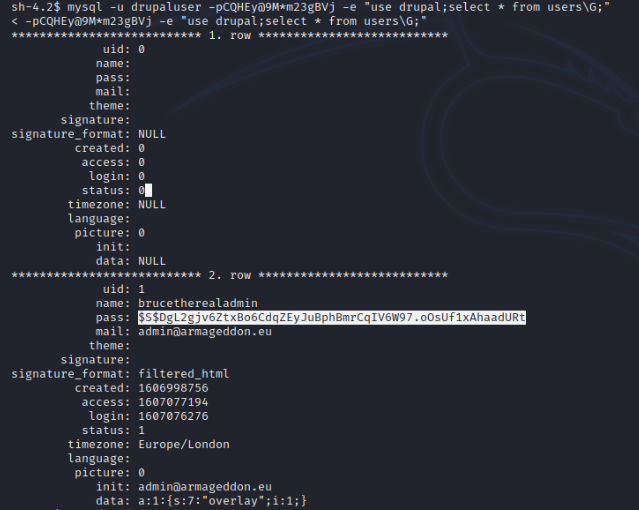 sh-4.2$ mysql -u drupaluser -pCQHEy@9M*m23gBVj -e "use drupal;select * from users\G;"
< -pCQHEy@9M*m23gBVj -e "use drupal;select * from users\G;"
*************************** 1. row ***************************
uid: 0
name:
pass:
mail:
theme:
signature:
signature_format: NULL
created: 0
access: 0
login: 0
status: 0
timezone: NULL
language:
picture: 0
init:
data: NULL
*************************** 2. row ***************************
uid: 1
name: brucetherealadmin
pass: $S$DgL2gjv6ZtxBo6CdqZEyJuBphBmrCqIV6W97.oOsUf1xAhaadURt
mail: admin@armageddon.eu
theme:
signature:
signature_format: filtered_html
created: 1606998756
access: 1607077194
login: 1607076276
status: 1
timezone: Europe/London
language:
picture: 0
init: admin@armageddon.eu
data: a:1:{s:7:"overlay";i:1;}